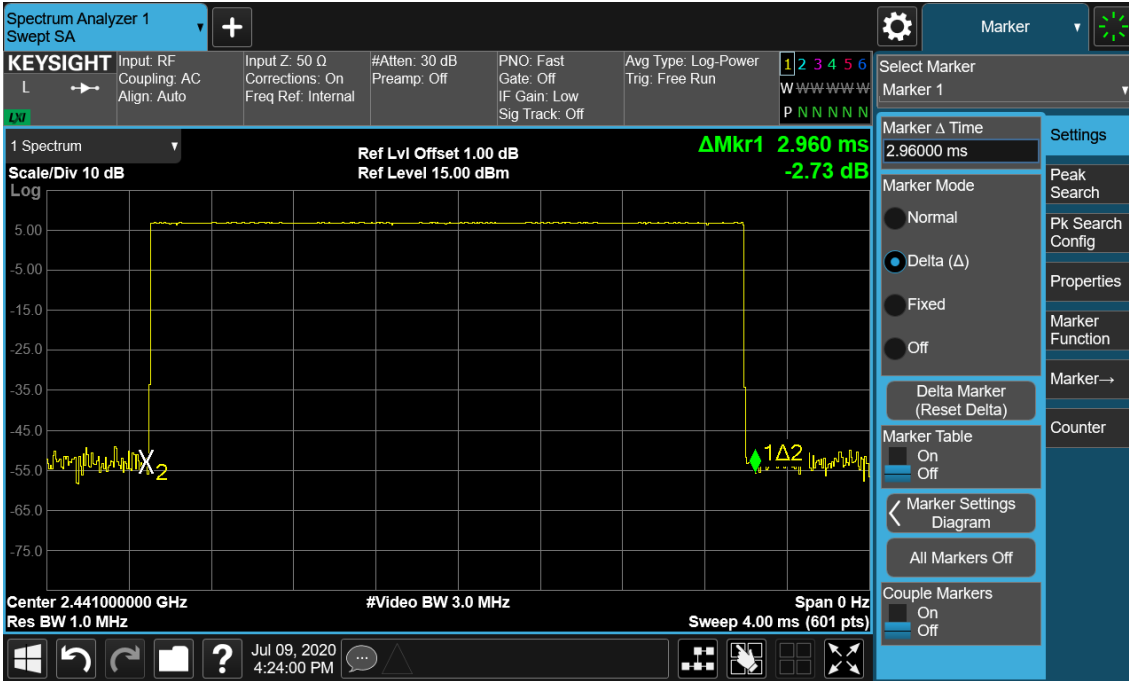 Spectrum Analyzer 1
Swept SA
+
Marker
KEYSIGHT
L
LXI
Input: RF
Coupling: AC
Align: Auto
Input Z: 50 Ω
Corrections: On
Freq Ref: Internal
#Atten: 30 dB
Preamp: Off
PNO: Fast
Gate: Off
IF Gain: Low
Sig Track: Off
Avg Type: Log-Power
Trig: Free Run
1 2 3 4 5 6
W W W W W W
P N N N N N
Select Marker
Marker 1
1 Spectrum
Scale/Div 10 dB
Ref Lvl Offset 1.00 dB
Ref Level 15.00 dBm
ΔMkr1 2.960 ms
-2.73 dB
Log
5.00
-5.00
-15.0
-25.0
-35.0
-45.0
-55.0
-65.0
-75.0
X2
1Δ2
Center 2.441000000 GHz
Res BW 1.0 MHz
#Video BW 3.0 MHz
Span 0 Hz
Sweep 4.00 ms (601 pts)
Marker Δ Time
2.96000 ms
Marker Mode
Normal
Delta (Δ)
Fixed
Off
Delta Marker
(Reset Delta)
Marker Table
On
Off
Marker Settings
Diagram
All Markers Off
Couple Markers
On
Off
Settings
Peak
Search
Pk Search
Config
Properties
Marker
Function
Marker→
Counter
?
Jul 09, 2020
4:24:00 PM